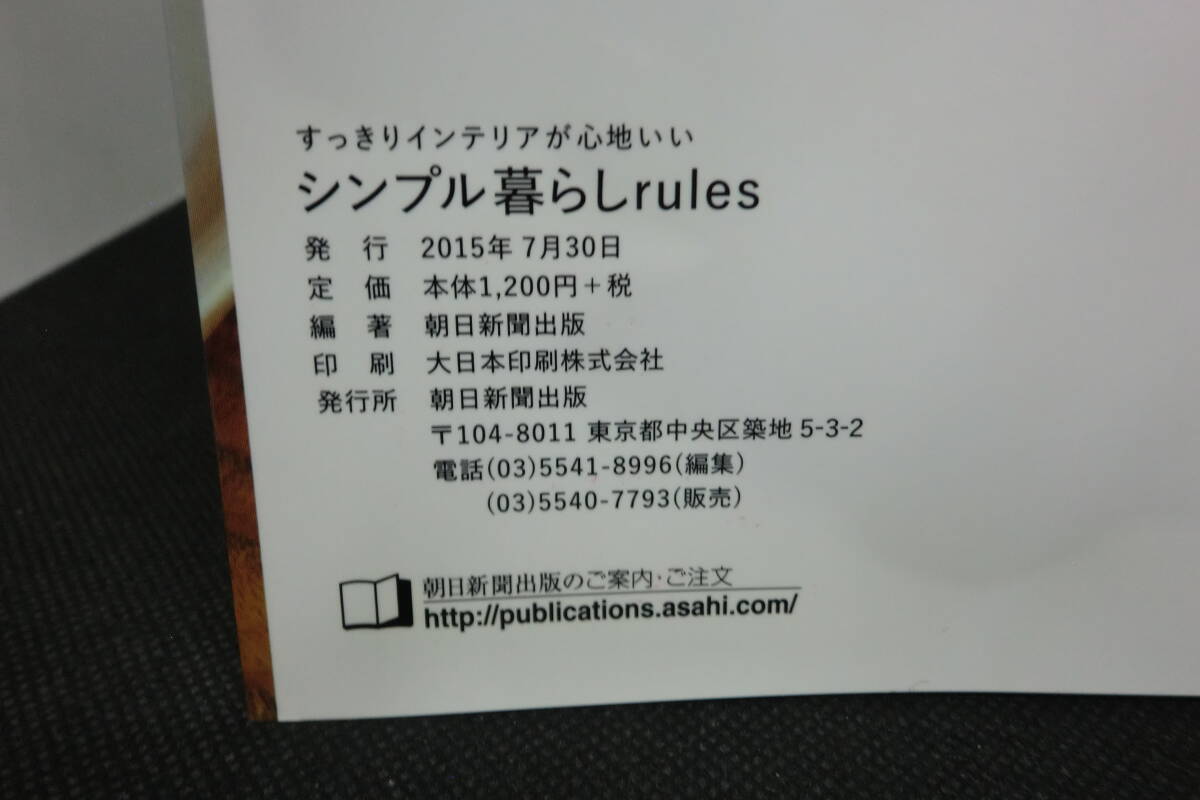 すっきりインテリアが心地いい
シンプル暮らしrules
発 行 2015年 7月30日
定 価 本体1,200円+税
編 著 朝日新聞出版
印 刷 大日本印刷株式会社
発行所 朝日新聞出版
〒104-8011 東京都中央区築地 5-3-2
電話(03)5541-8996(編集)
(03)5540-7793(販売)
朝日新聞出版のご案内・ご注文
http://publications.asahi.com/